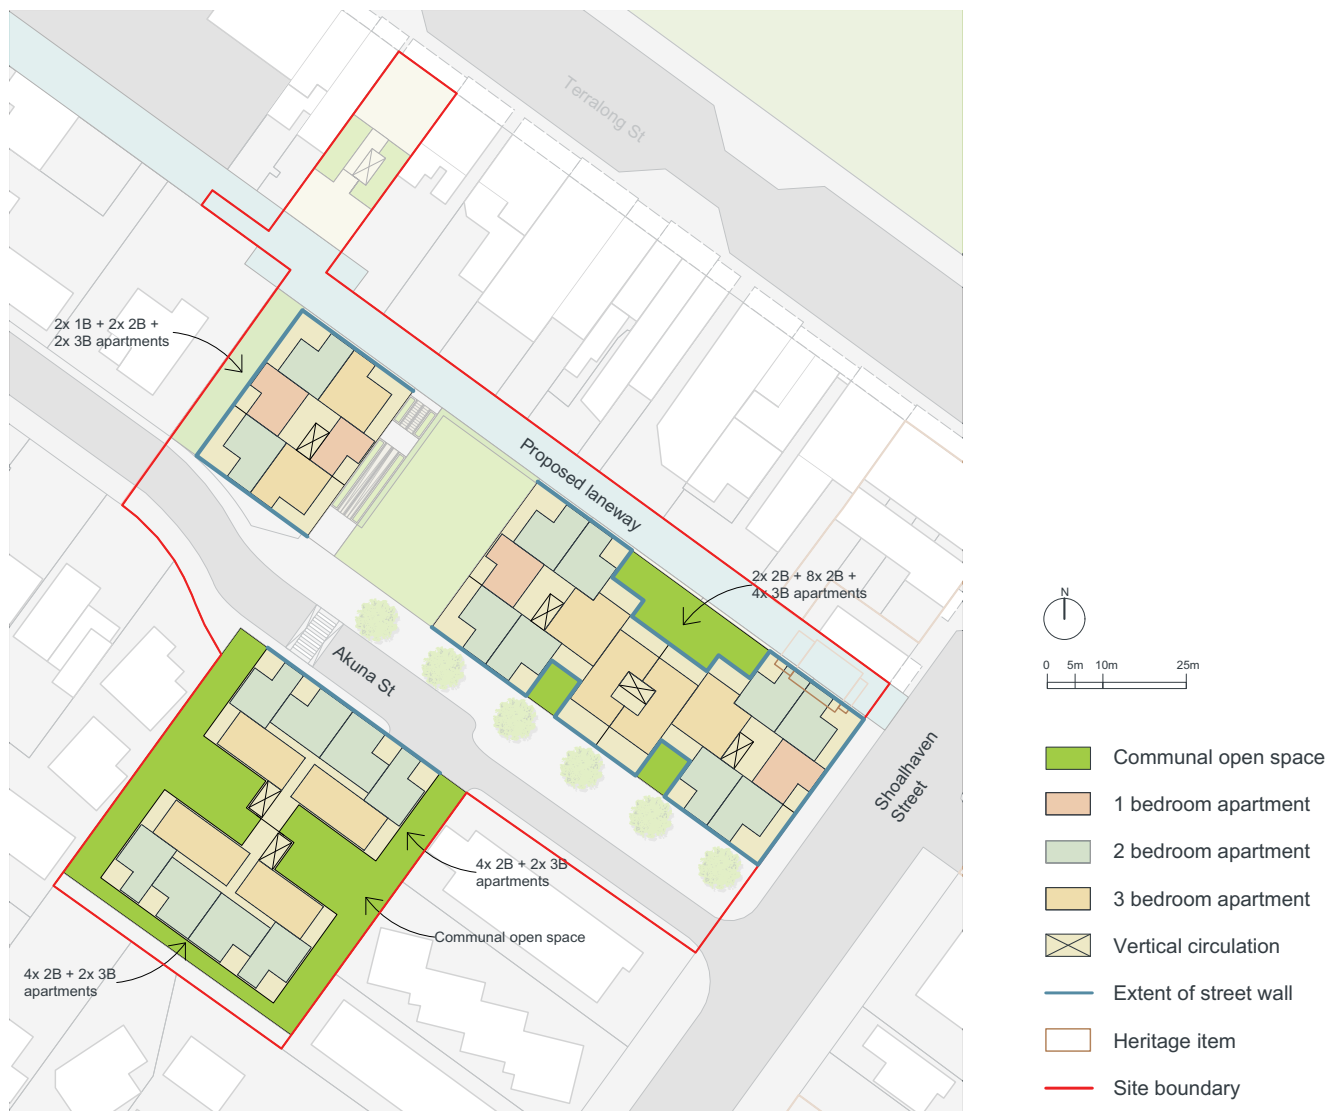 Terralong St
2x 1B + 2x 2B +
2x 3B apartments
Proposed laneway
2x 2B + 8x 2B +
4x 3B apartments
Akuna St
Shoalhaven
Street
4x 2B + 2x 3B
apartments
Communal open space
4x 2B + 2x 3B
apartments
N
0 5m 10m 25m
Communal open space
1 bedroom apartment
2 bedroom apartment
3 bedroom apartment
Vertical circulation
Extent of street wall
Heritage item
Site boundary